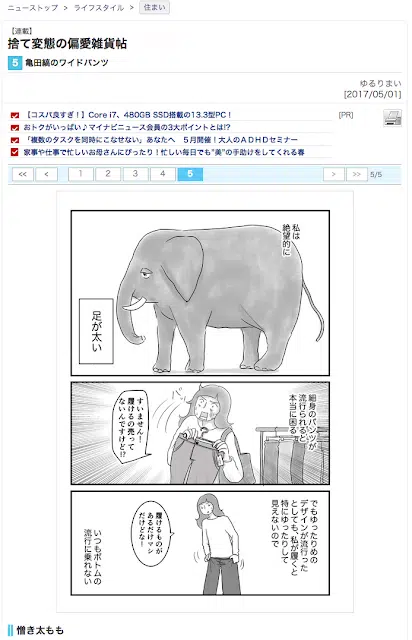 ニューストップ > ライフスタイル > 住まい
【連載】
捨て変態の偏愛雑貨帖
5 亀田縞のワイドパンツ
ゆるりまい
[2017/05/01]
【コスパ良すぎ！】Core i7、480GB SSD搭載の13.3型PC！
[PR]
おトクがいっぱい♪マイナビニュース会員の3大ポイントとは!?
「複数のタスクを同時にこなせない」あなたへ 5月開催！大人のADHDセミナー
家事や仕事で忙しいお母さんにぴったり！忙しい毎日でも"美"の手助けをしてくれる春
<< < 1 2 3 4 5 > >> 5/5
私は
絶望的に
足が太い
細身のパンツが
流行られると
本当に困る
すいません！
履けるの売って
ないんですけど!?
でもゆったりめの
デザインが流行った
としても、私が履くと
特にゆったりして
見えないので
履けるものが
あるだけマシ
だけどな！
いつもボトムの
流行に乗れない
憎き太もも